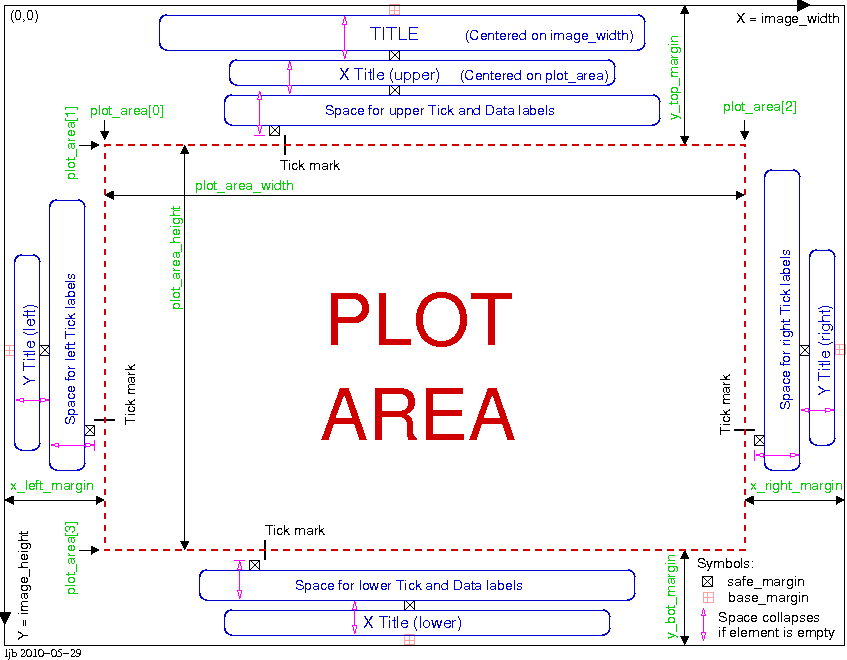 (0,0)
X = image_width
TITLE (Centered on image_width)
X Title (upper) (Centered on plot_area)
Space for upper Tick and Data labels
y_top_margin
plot_area[0]
plot_area[1]
plot_area[2]
Tick mark
plot_area_width
plot_area_height
PLOT
AREA
Y Title (left)
Space for left Tick labels
Tick mark
Tick mark
Space for right Tick labels
Y Title (right)
x_left_margin
x_right_margin
plot_area[3]
Y = image_height
Tick mark
Space for lower Tick and Data labels
X Title (lower)
y_bot_margin
Symbols:
safe_margin
base_margin
Space collapses
if element is empty
ljb 2010-05-29